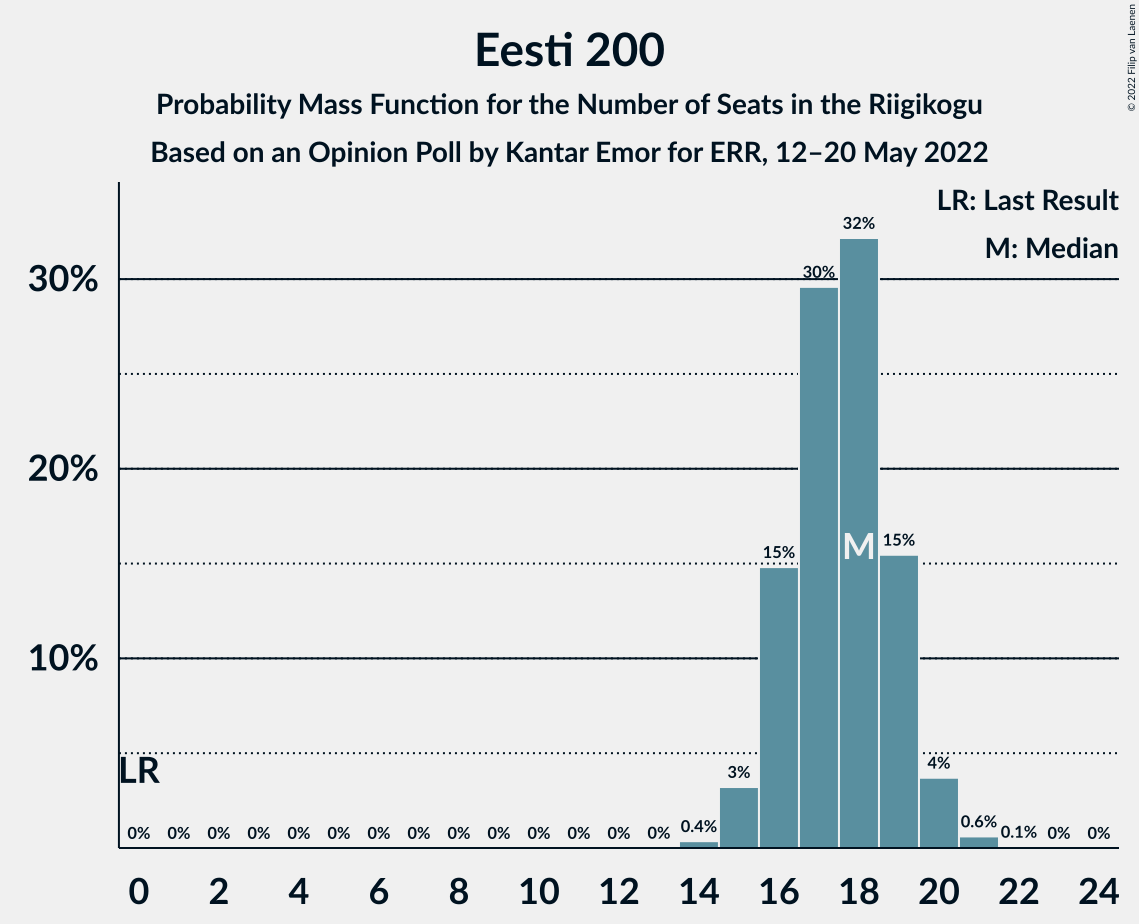 Eesti 200
Probability Mass Function for the Number of Seats in the Riigikogu
Based on an Opinion Poll by Kantar Emor for ERR, 12–20 May 2022
© 2022 Filip van Laenen
LR: Last Result
M: Median
30%
20%
10%
LR
0% 0% 0% 0% 0% 0% 0% 0% 0% 0% 0% 0% 0% 0% 0.4% 3% 15% 30% 32% 15% 4% 0.6% 0.1% 0% 0%
M
0 2 4 6 8 10 12 14 16 18 20 22 24